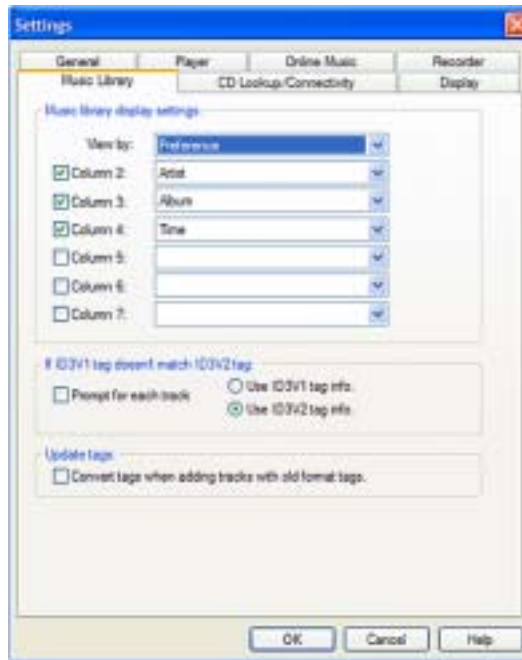 Settings
General Player Online Music Recorder
Music Library CD Lookup/Connectivity Display
Music library display settings
View by: Preference
Column 2: Artist
Column 3: Album
Column 4: Time
Column 5:
Column 6:
Column 7:
If ID3V1 tag doesn't match ID3V2 tag:
Prompt for each track
Use ID3V1 tag info.
Use ID3V2 tag info.
Update tags:
Convert tags when adding tracks with old format tags.
OK Cancel Help